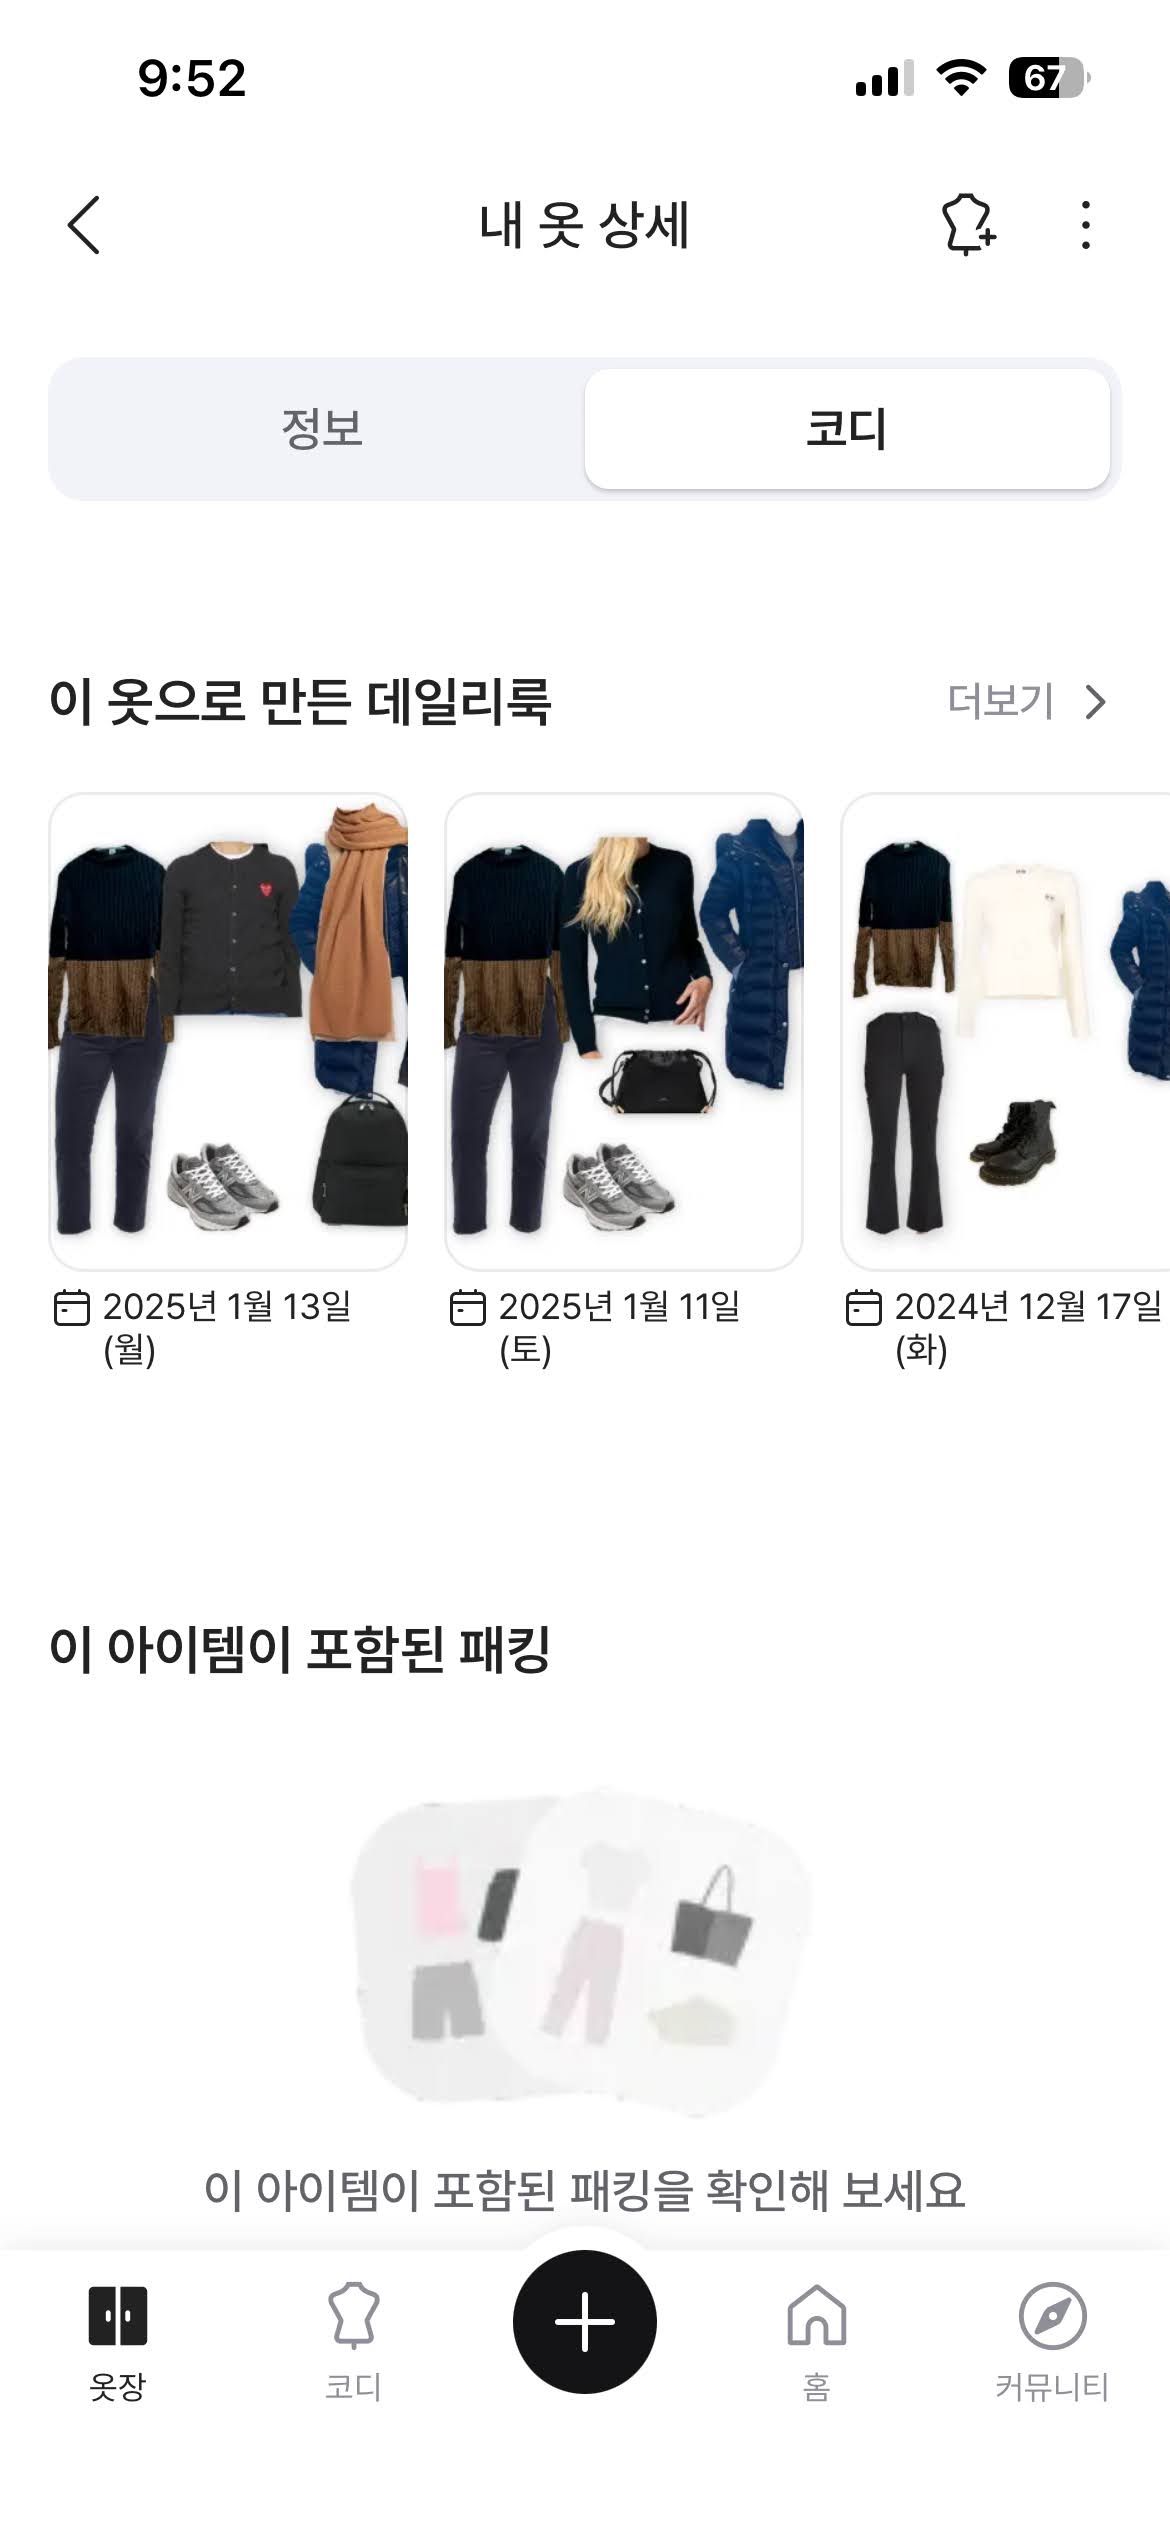 9:52
67
내 옷 상세
정보
코디
이 옷으로 만든 데일리룩
더보기
2025년 1월 13일
(월)
2025년 1월 11일
(토)
2024년 12월 17일
(화)
이 아이템이 포함된 패킹
이 아이템이 포함된 패킹을 확인해 보세요
옷장
코디
홈
커뮤니티